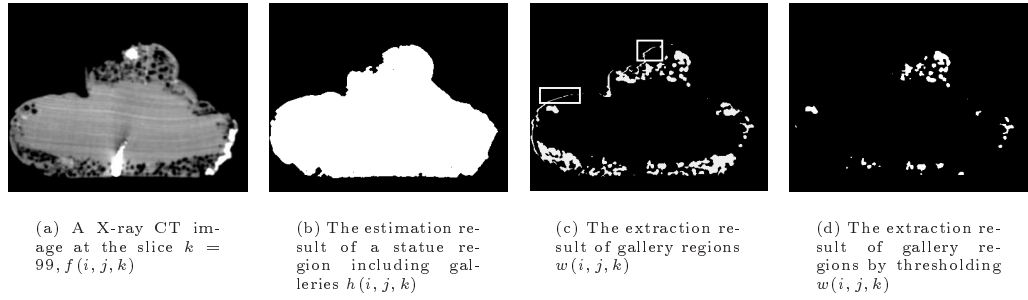 (a) A X-ray CT im-
age at the slice k =
99, f(i, j, k)
(b) The estimation re-
sult of a statue re-
gion including gal-
leries h(i, j, k)
(c) The extraction re-
sult of gallery regions
w(i, j, k)
(d) The extraction re-
sult of gallery re-
gions by thresholding
w(i, j, k)